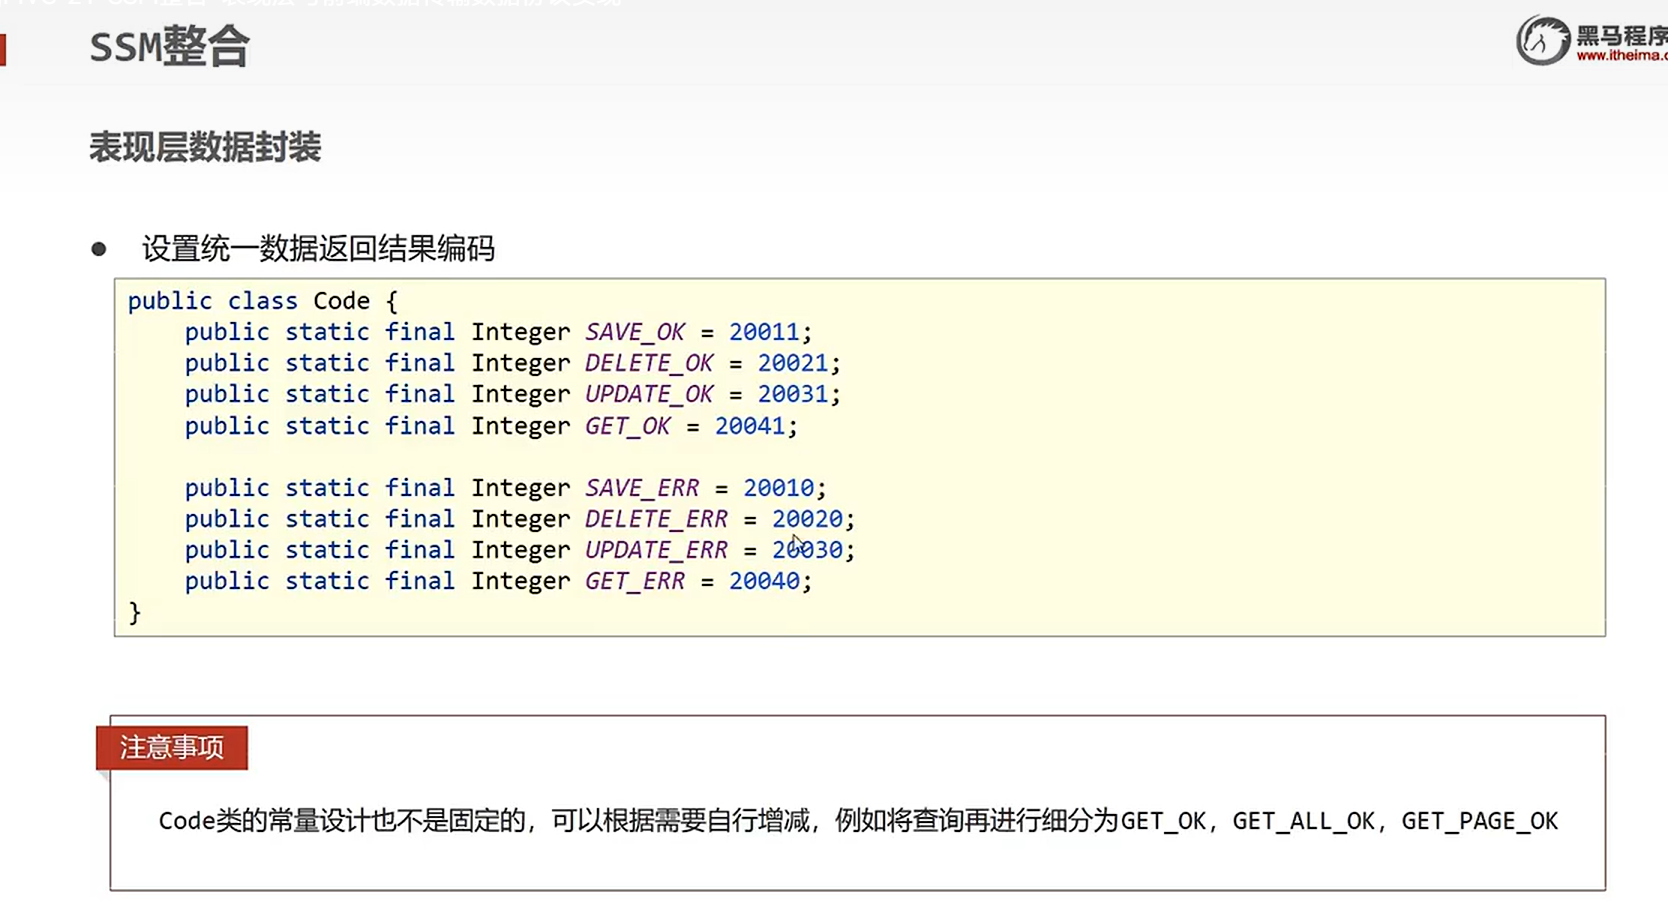 SSM整合
黑马程序
www.itheima.c
表现层数据封装
● 设置统一数据返回结果编码
public class Code {
    public static final Integer SAVE_OK = 20011;
    public static final Integer DELETE_OK = 20021;
    public static final Integer UPDATE_OK = 20031;
    public static final Integer GET_OK = 20041;

    public static final Integer SAVE_ERR = 20010;
    public static final Integer DELETE_ERR = 20020;
    public static final Integer UPDATE_ERR = 20030;
    public static final Integer GET_ERR = 20040;
}
注意事项
Code类的常量设计也不是固定的，可以根据需要自行增减，例如将查询再进行细分为GET_OK，GET_ALL_OK，GET_PAGE_OK